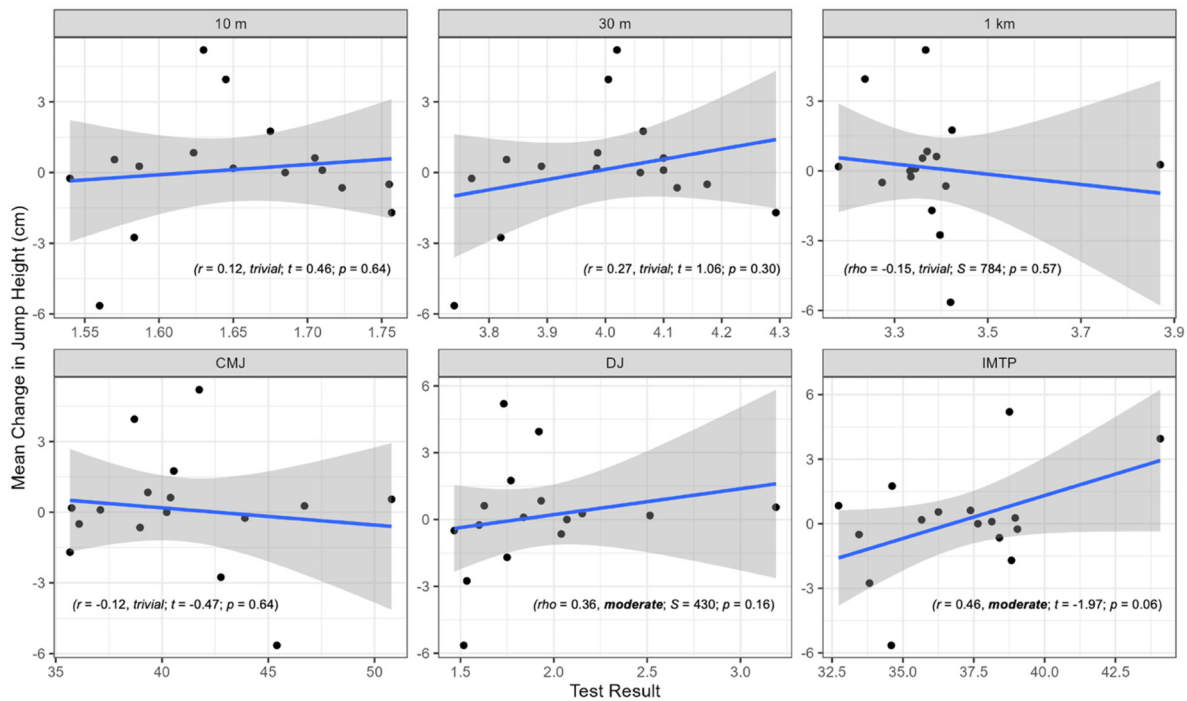 10 m
30 m
1 km
Mean Change in Jump Height (cm)
3
0
-3
-6
(r = 0.12, trivial; t = 0.46; p = 0.64)
1.55 1.60 1.65 1.70 1.75
(r = 0.27, trivial; t = 1.06; p = 0.30)
3.8 3.9 4.0 4.1 4.2 4.3
3
0
-3
-6
(rho = -0.15, trivial; S = 784; p = 0.57)
3.3 3.5 3.7 3.9
CMJ
DJ
IMTP
3
0
-3
-6
(r = -0.12, trivial; t = -0.47; p = 0.64)
35 40 45 50
6
3
0
-3
-6
(rho = 0.36, moderate; S = 430; p = 0.16)
1.5 2.0 2.5 3.0
6
3
0
-3
-6
(r = 0.46, moderate; t = -1.97; p = 0.06)
32.5 35.0 37.5 40.0 42.5
Test Result